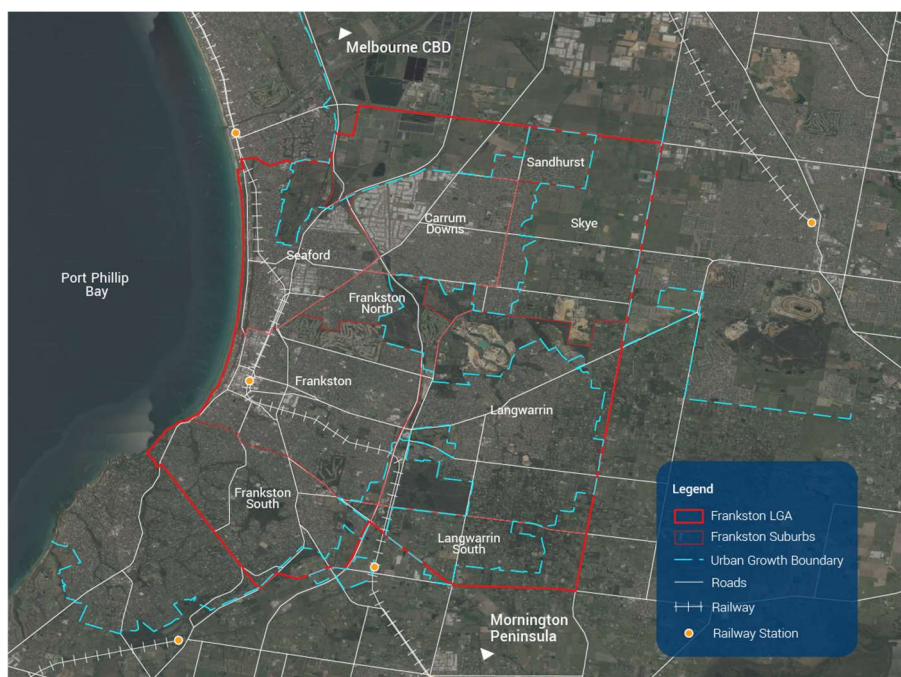 Melbourne CBD
Sandhurst
Carrum
Downs
Skye
Seaford
Port Phillip
Bay
Frankston
North
Frankston
Langwarrin
Frankston
South
Langwarrin
South
Mornington
Peninsula
Legend
Frankston LGA
Frankston Suburbs
Urban Growth Boundary
Roads
Railway
Railway Station